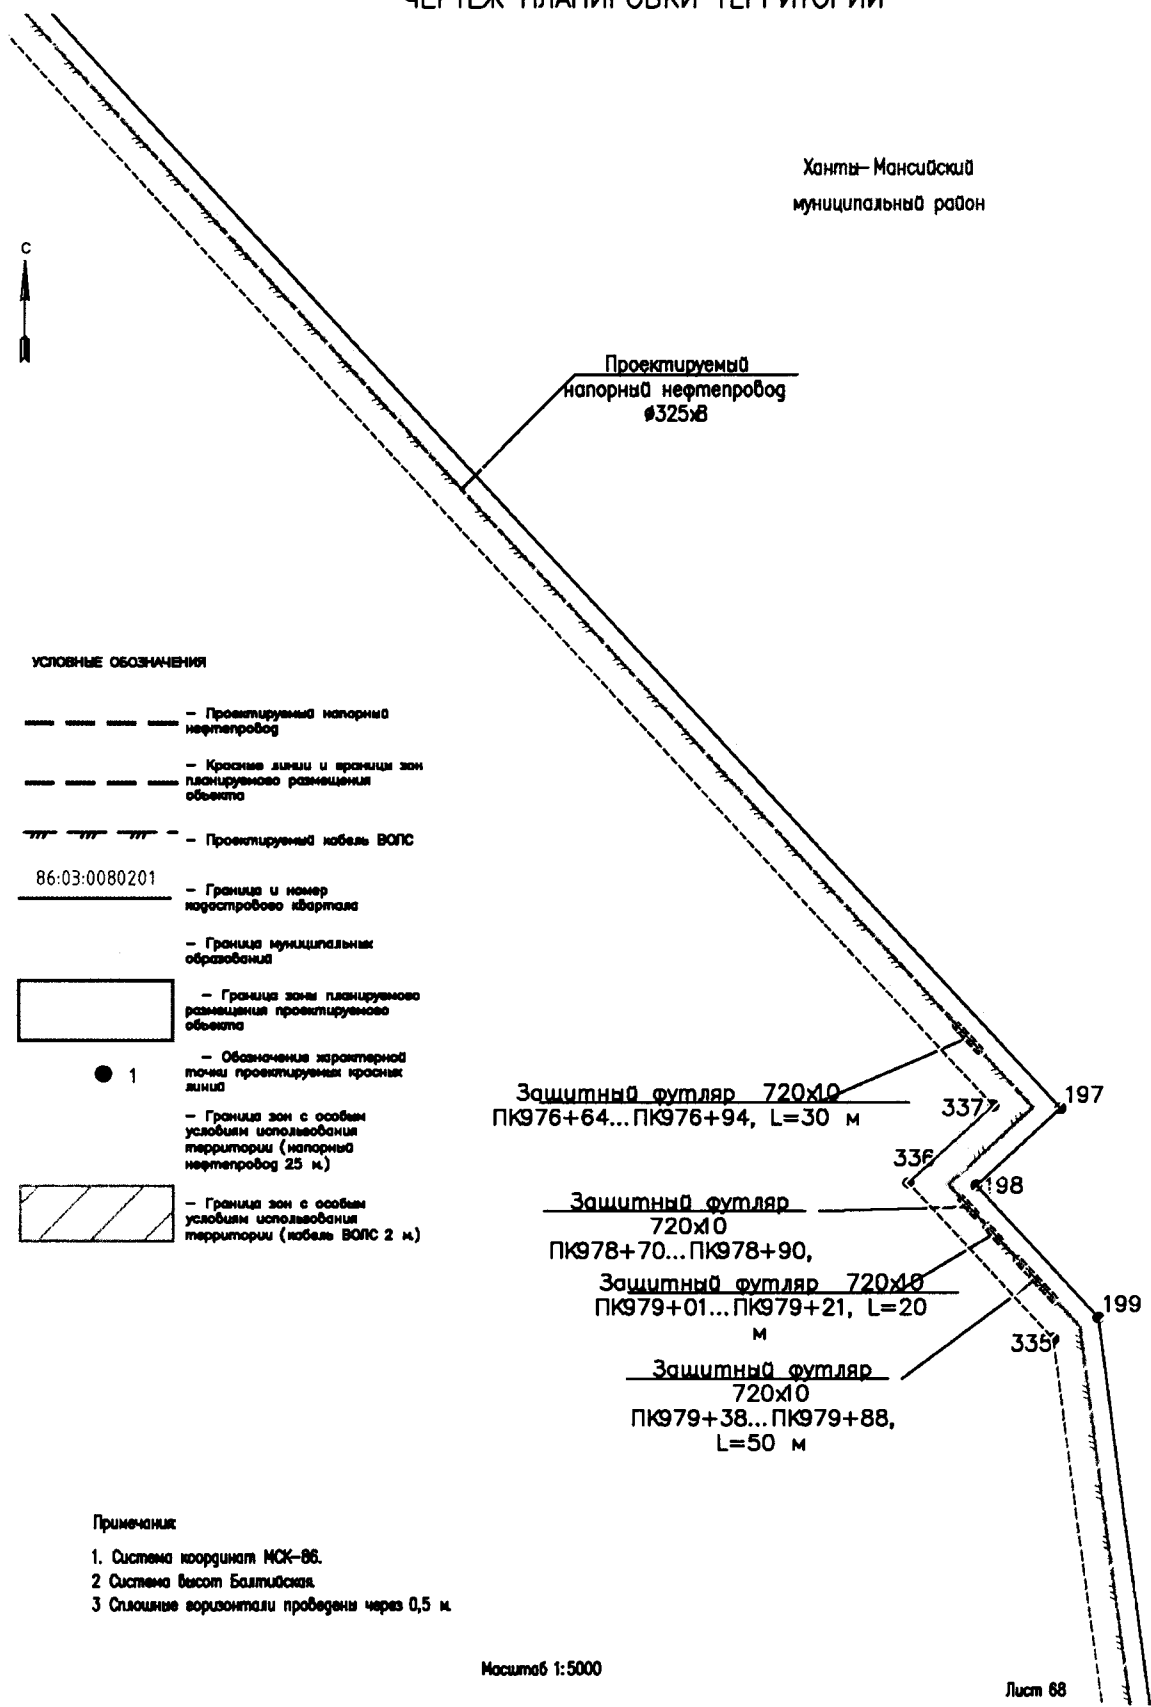 ЧЕРТЕЖ ПЛАНИРОВКИ ТЕРРИТОРИИ
Ханты-Мансийский
муниципальный район
С
Проектируемый
напорный нефтепровод
ø325х8
УСЛОВНЫЕ ОБОЗНАЧЕНИЯ
– Проектируемый напорный
нефтепровод
– Красные линии и границы зон
планируемого размещения
объекта
– Проектируемый кабель ВОЛС
86:03:0080201
– Граница и номер
кадастрового квартала
– Граница муниципальных
образований
– Граница зоны планируемого
размещения проектируемого
объекта
1
– Обозначение характерной
точки проектируемых красных
линий
– Граница зон с особым
условиям использования
территории (напорный
нефтепровод 25 м.)
– Граница зон с особым
условиям использования
территории (кабель ВОЛС 2 м.)
Защитный футляр 720х10
ПК976+64...ПК976+94, L=30 м
337
197
336
198
Защитный футляр
720х10
ПК978+70...ПК978+90,
Защитный футляр 720х10
ПК979+01...ПК979+21, L=20
м
199
335
Защитный футляр
720х10
ПК979+38...ПК979+88,
L=50 м
Примечания:
1. Система координат МСК-86.
2 Система высот Балтийская.
3 Сплошные горизонтали проведены через 0,5 м.
Масштаб 1:5000
Лист 68